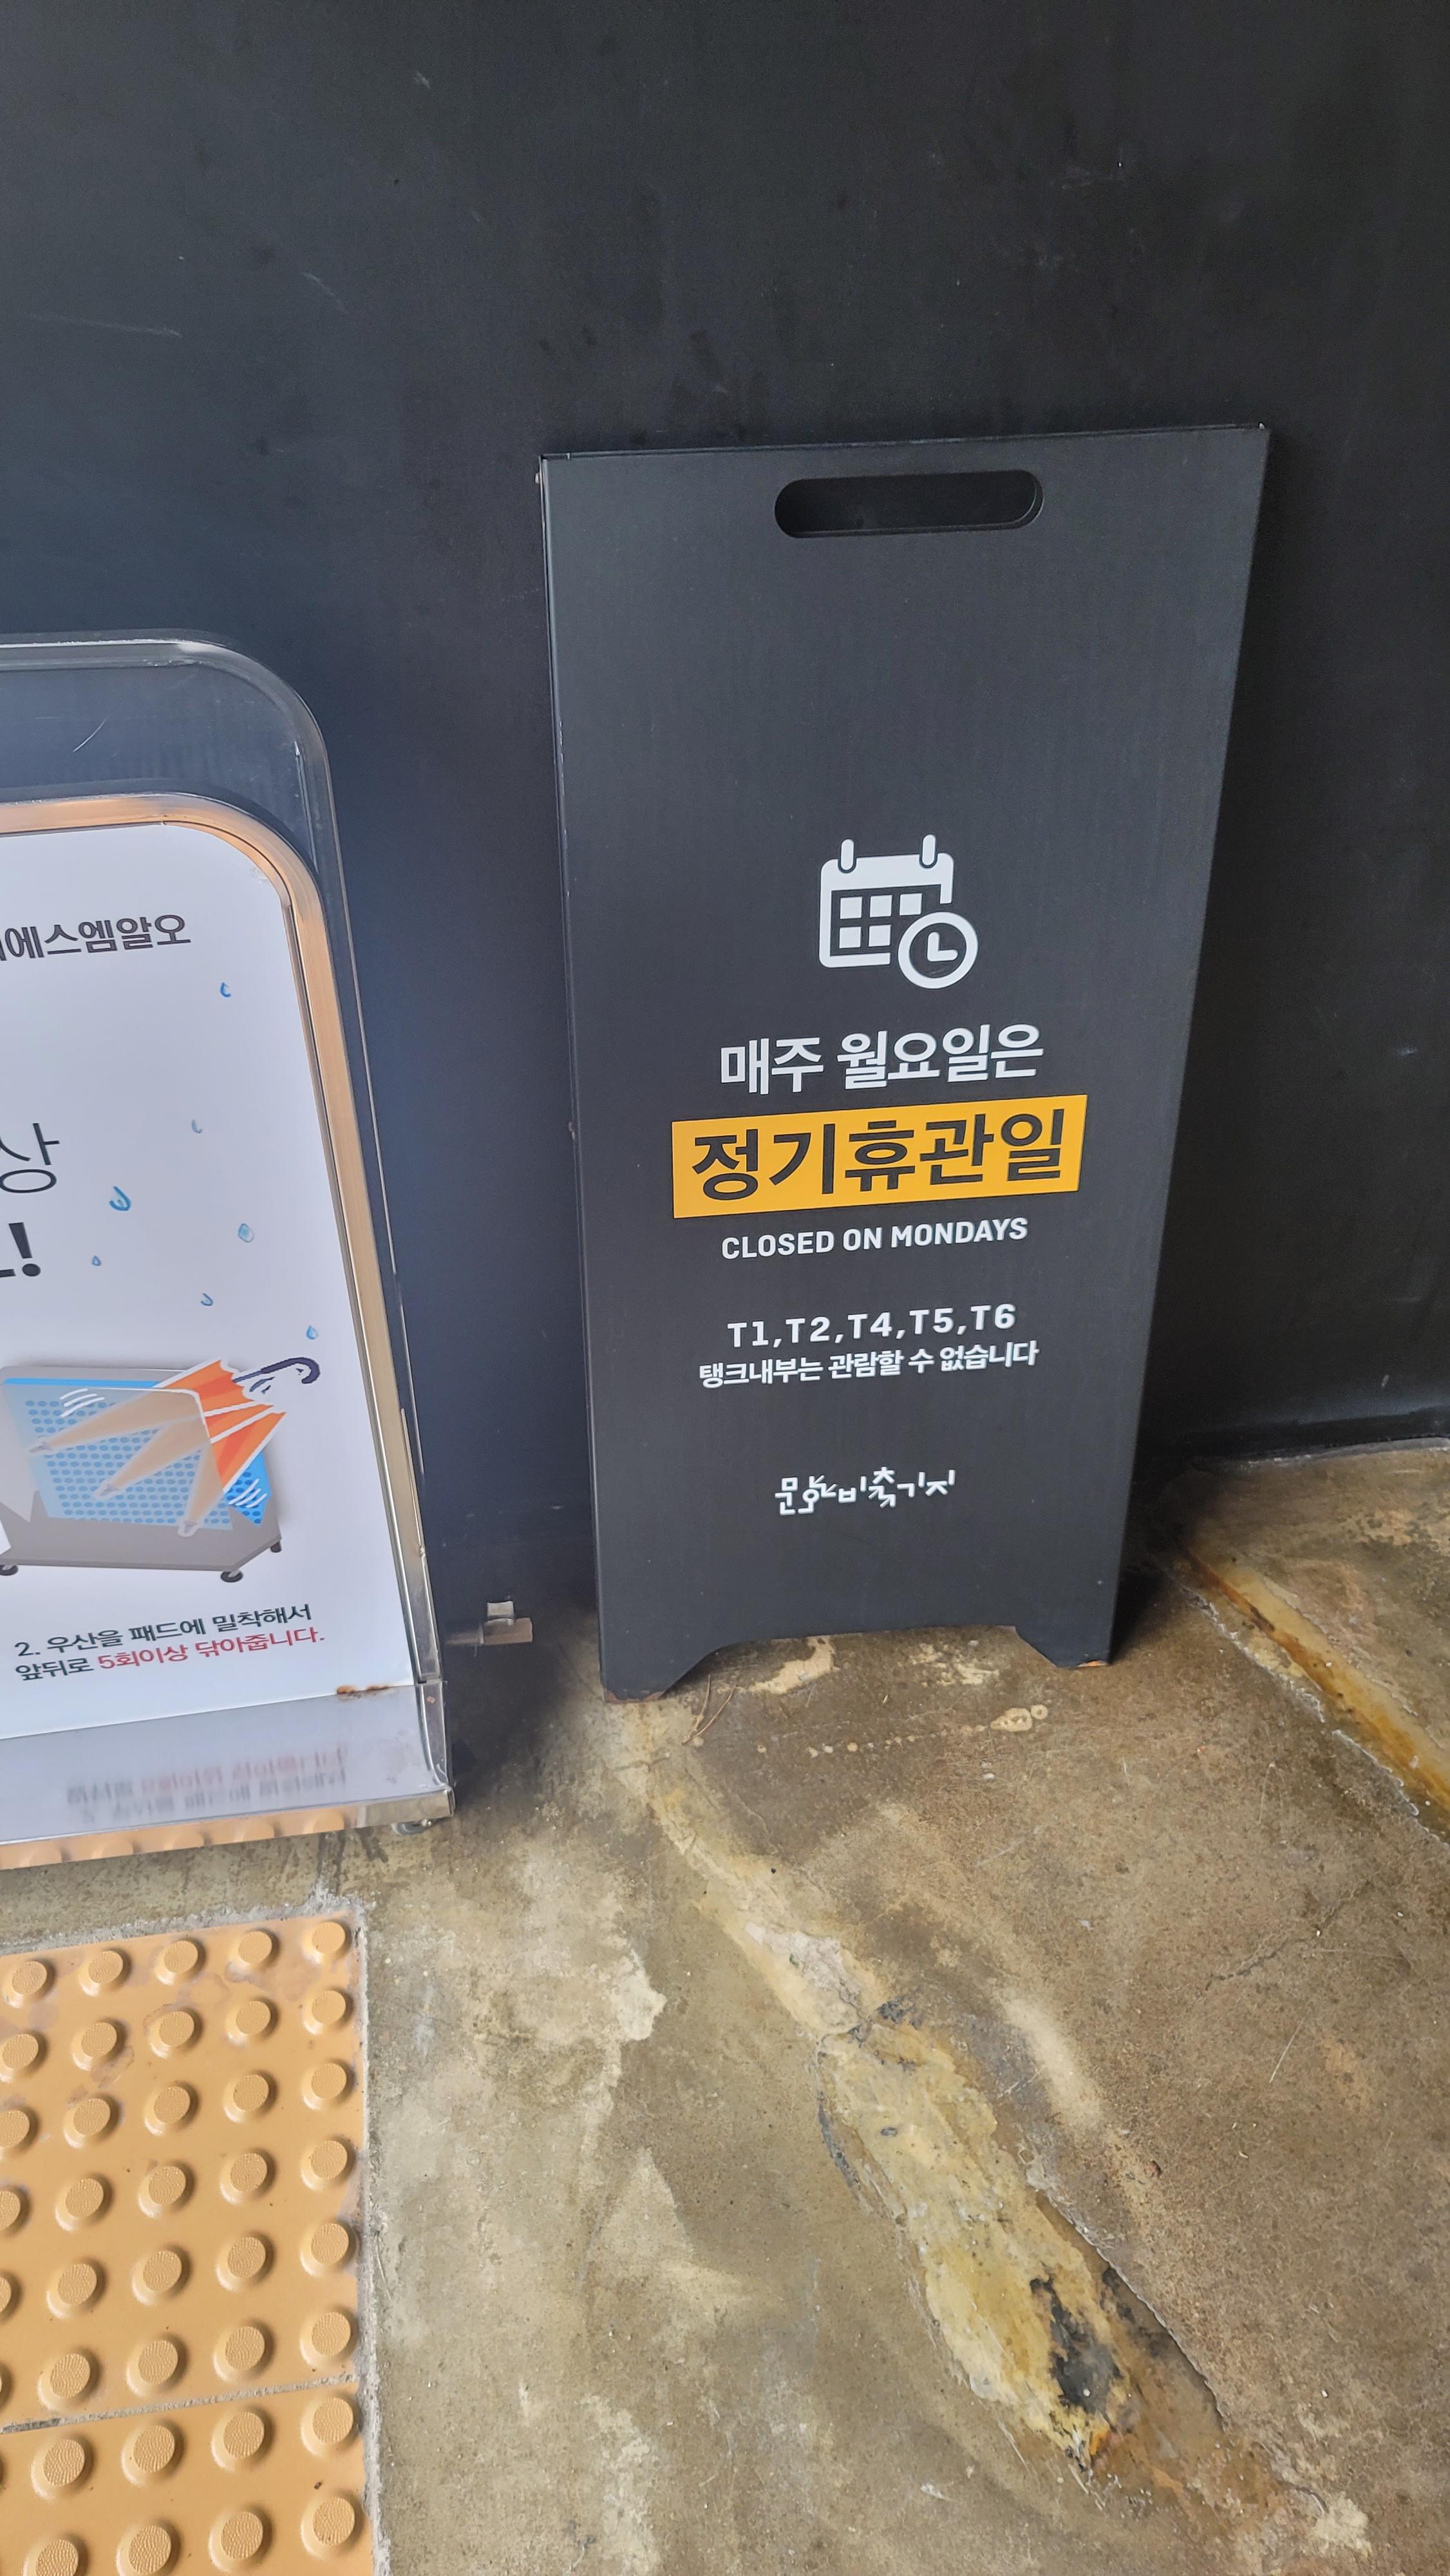 에스엠알오
상
!
2. 우산을 패드에 밀착해서
앞뒤로 5회이상 닦아줍니다.
매주 월요일은
정기휴관일
CLOSED ON MONDAYS
T1,T2,T4,T5,T6
탱크내부는 관람할 수 없습니다
문화비축기지